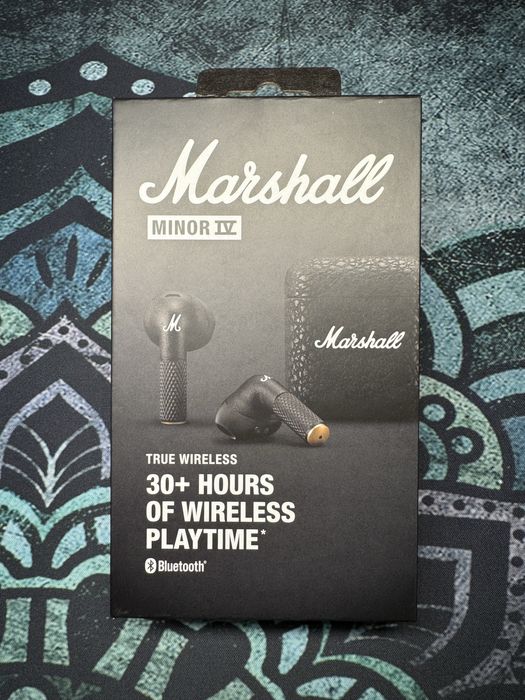 Marshall
MINOR IV
M
Marshall
TRUE WIRELESS
30+ HOURS
OF WIRELESS
PLAYTIME*
Bluetooth®